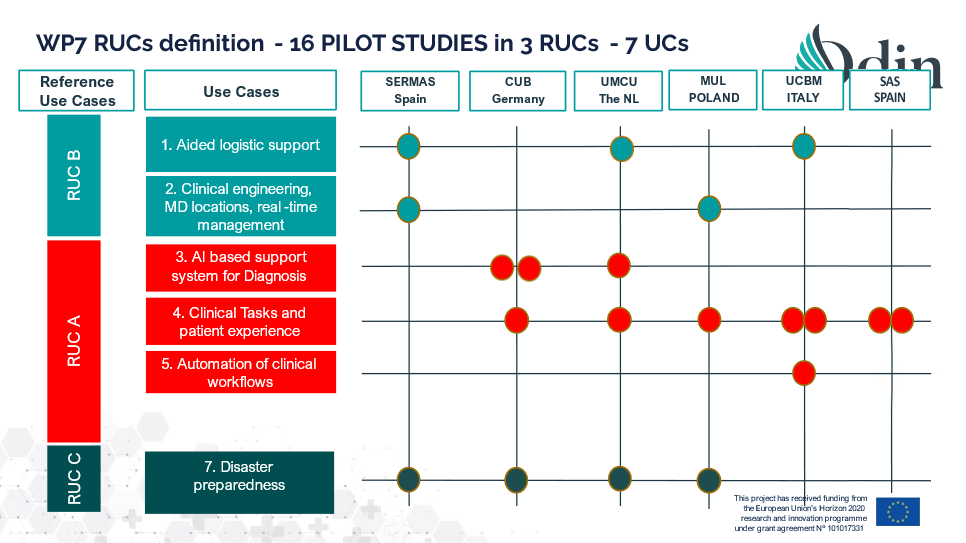 WP7 RUCs definition - 16 PILOT STUDIES in 3 RUCs - 7 UCs
Odin
Reference
Use Cases
Use Cases
SERMAS
Spain
CUB
Germany
UMCU
The NL
MUL
POLAND
UCBM
ITALY
SAS
SPAIN
RUC B
1. Aided logistic support
2. Clinical engineering,
MD locations, real-time
management
RUC A
3. AI based support
system for Diagnosis
4. Clinical Tasks and
patient experience
5. Automation of clinical
workflows
RUC C
7. Disaster
preparedness
This project has received funding from
the European Union's Horizon 2020
research and innovation programme
under grant agreement Nº 101017331